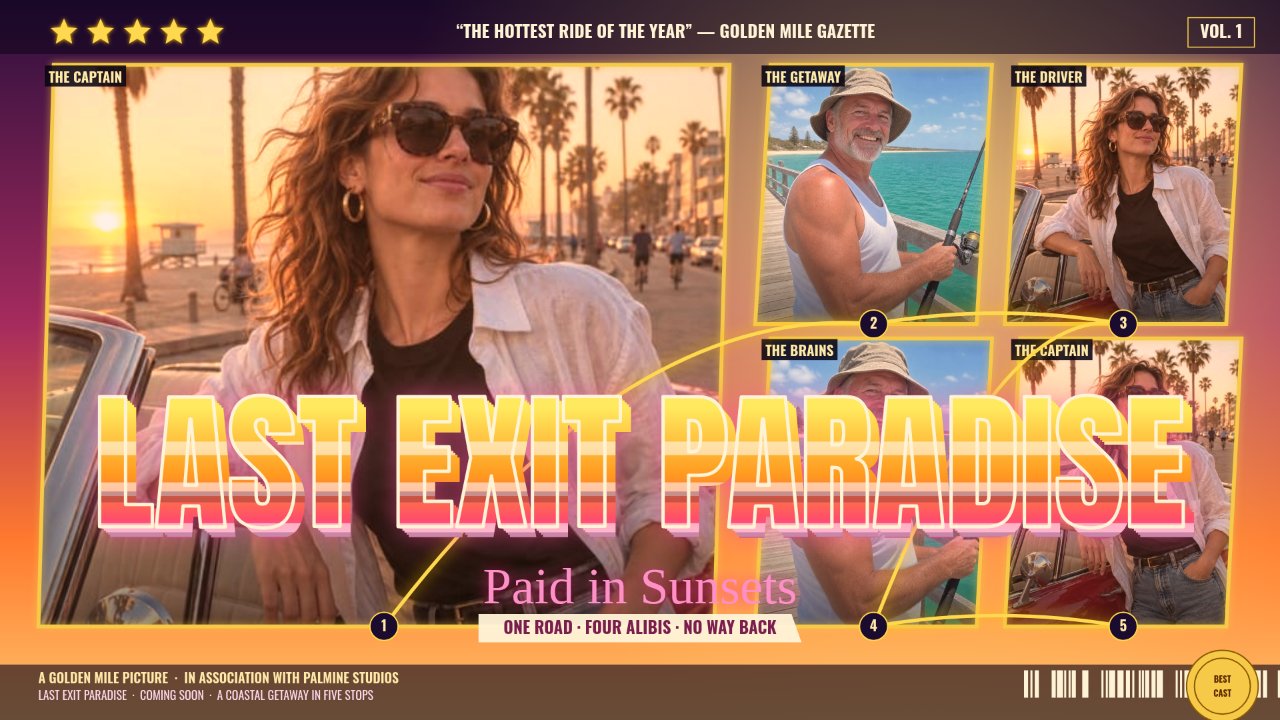 “THE HOTTEST RIDE OF THE YEAR” — GOLDEN MILE GAZETTE
VOL. 1
THE CAPTAIN
THE GETAWAY
THE DRIVER
2
3
THE BRAINS
THE CAPTAIN
LAST EXIT PARADISE
Paid in Sunsets
1
ONE ROAD · FOUR ALIBIS · NO WAY BACK
4
5
A GOLDEN MILE PICTURE · IN ASSOCIATION WITH PALMINE STUDIOS
LAST EXIT PARADISE · COMING SOON · A COASTAL GETAWAY IN FIVE STOPS
BEST
CAST